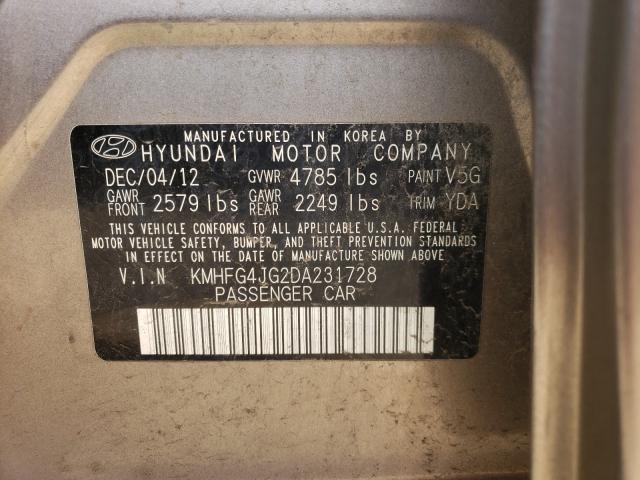 MANUFACTURED IN KOREA BY
HYUNDAI MOTOR COMPANY
DEC/04/12 GVWR 4785 lbs PAINT V5G
GAWR FRONT 2579 lbs GAWR REAR 2249 lbs TRIM YDA
THIS VEHICLE CONFORMS TO ALL APPLICABLE U.S.A. FEDERAL
MOTOR VEHICLE SAFETY, BUMPER, AND THEFT PREVENTION STANDARDS
IN EFFECT ON THE DATE OF MANUFACTURE SHOWN ABOVE.
V.I.N KMHFG4JG2DA231728
PASSENGER CAR